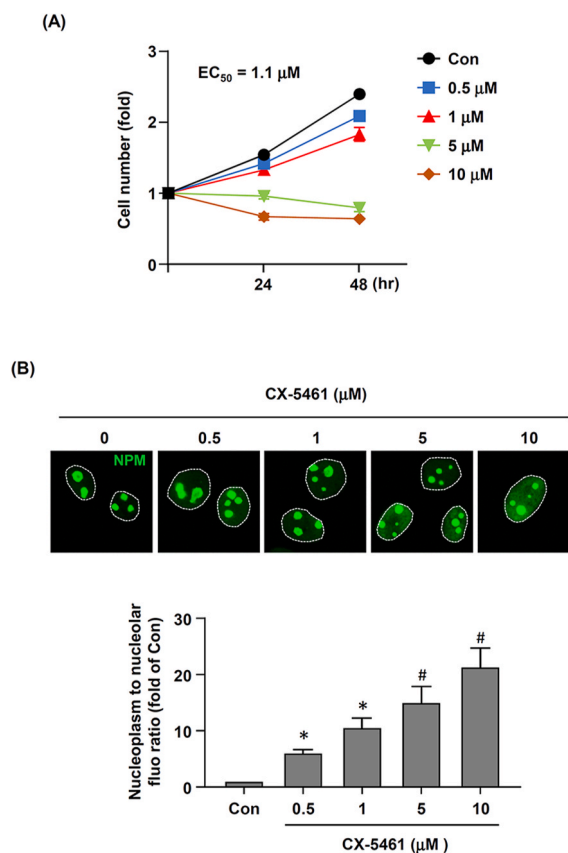 (A)
EC50 = 1.1 μM
Cell number (fold)
3
2
1
0
24
48 (hr)
Con
0.5 μM
1 μM
5 μM
10 μM
(B)
CX-5461 (μM)
0 0.5 1 5 10
NPM
Nucleoplasm to nucleolar
fluo ratio (fold of Con)
30
20
10
0
* * # #
Con 0.5 1 5 10
CX-5461 (μM )